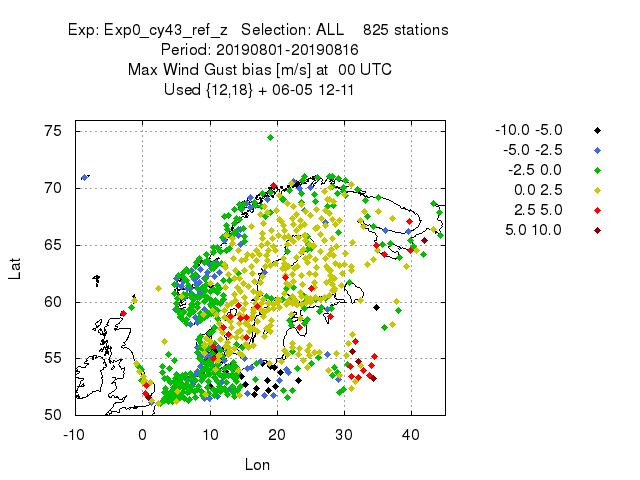 Exp: Exp0_cy43_ref_z   Selection: ALL    825 stations
Period: 20190801-20190816
Max Wind Gust bias [m/s] at  00 UTC
Used {12,18} + 06-05 12-11
-10.0 -5.0
-5.0 -2.5
-2.5 0.0
0.0 2.5
2.5 5.0
5.0 10.0
75
70
65
60
55
50
Lat
-10 0 10 20 30 40
Lon